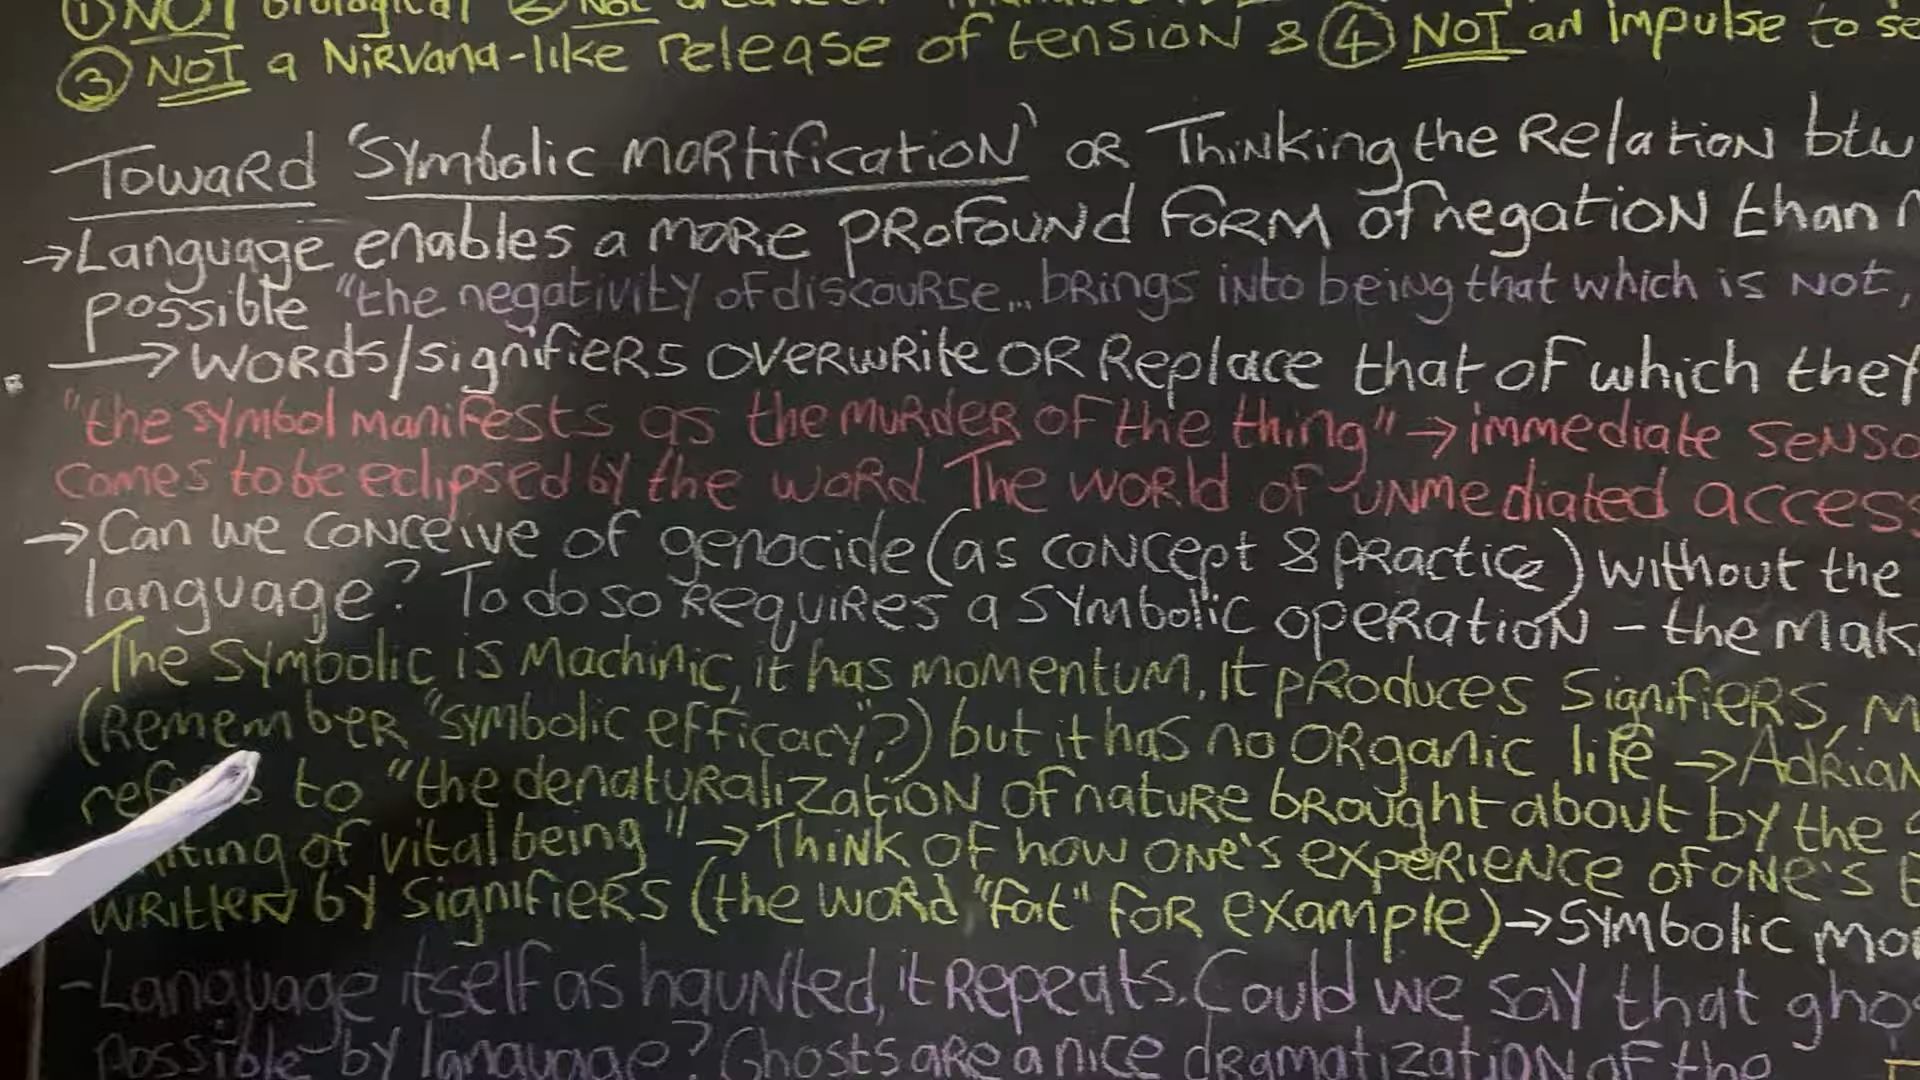 ① NOT biological ② NOT
③ NOT a NiRvana-like release of tension & ④ NOT an impulse to se
Toward 'Symbolic Mortification' or Thinking the Relation btw
→ Language enables a more profound form of negation than
possible "the negativity of discourse... brings into being that which is not,
→ Words/signifiers overwrite or Replace that of which they
"the symbol manifests as the murder of the thing" → immediate senso
comes to be eclipsed by the word The world of unmediated access
→ Can we conceive of genocide (as concept & practice) without the
language? To do so requires a symbolic operation - the mak
→ The Symbolic is Machinic, it has momentum, it produces Signifiers, M
(Remember "symbolic efficacy"?) but it has no organic life → Adrian
to "the denaturalization of nature brought about by the
of vital being" → Think of how one's experience of one's b
written by signifiers (the word "fat" for example) → Symbolic mo
- Language itself as haunted, it repeats. Could we say that gho
possible by language? Ghosts are a nice dramatization of the